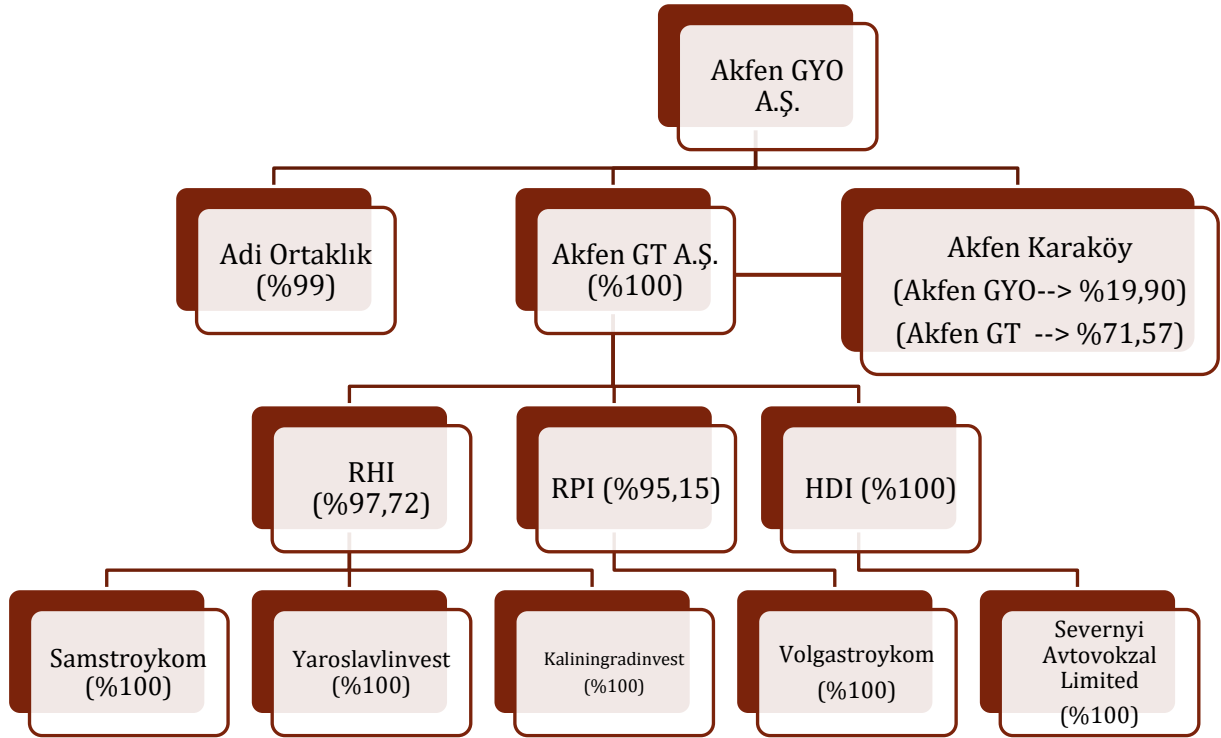 Akfen GYO
A.Ş.
Adi Ortaklık
(%99)
Akfen GT A.Ş.
(%100)
Akfen Karaköy
(Akfen GYO--> %19,90)
(Akfen GT --> %71,57)
RHI
(%97,72)
RPI (%95,15)
HDI (%100)
Samstroykom
(%100)
Yaroslavlinvest
(%100)
Kaliningradinvest
(%100)
Volgastroykom
(%100)
Severnyi
Avtovokzal
Limited
(%100)